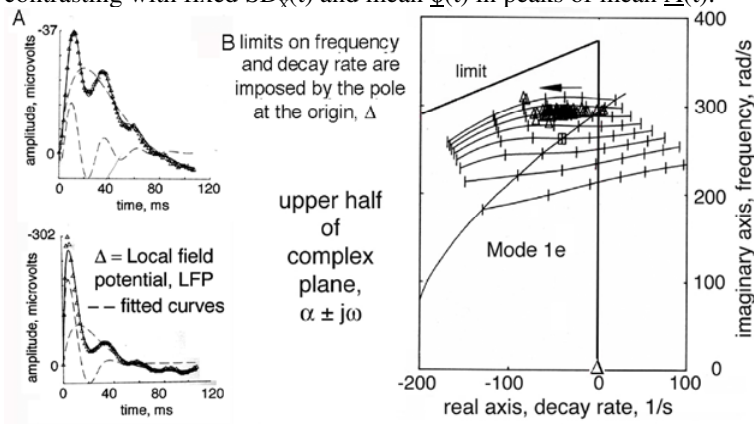 contrasting with fixed SDχ(t) and mean ψ(t) in peaks of mean A(t).
A
-37
0
amplitude, microvolts
0 40 80 120
time, ms
-302
0
amplitude, microvolts
Δ = Local field
potential, LFP
-- fitted curves
0 40 80 120
time, ms
B limits on frequency
and decay rate are
imposed by the pole
at the origin, Δ
upper half
of
complex
plane,
α ± jω
limit
Mode 1e
400
300
200
100
0
imaginary axis, frequency, rad/s
-200 -100 0 100
Δ
real axis, decay rate, 1/s